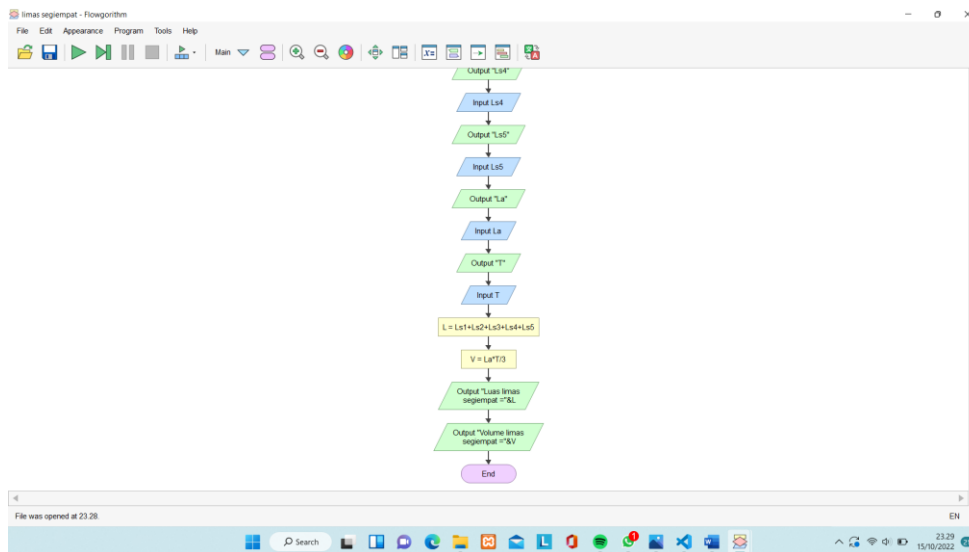 limas segiempat - Flowgorithm
File Edit Appearance Program Tools Help
Main
Output "Ls4"
Input Ls4
Output "Ls5"
Input Ls5
Output "La"
Input La
Output "T"
Input T
L = Ls1+Ls2+Ls3+Ls4+Ls5
V = La*T/3
Output "Luas limas
segiempat ="&L
Output "Volume limas
segiempat ="&V
End
File was opened at 23.28.
EN
Search
23.29
15/10/2022